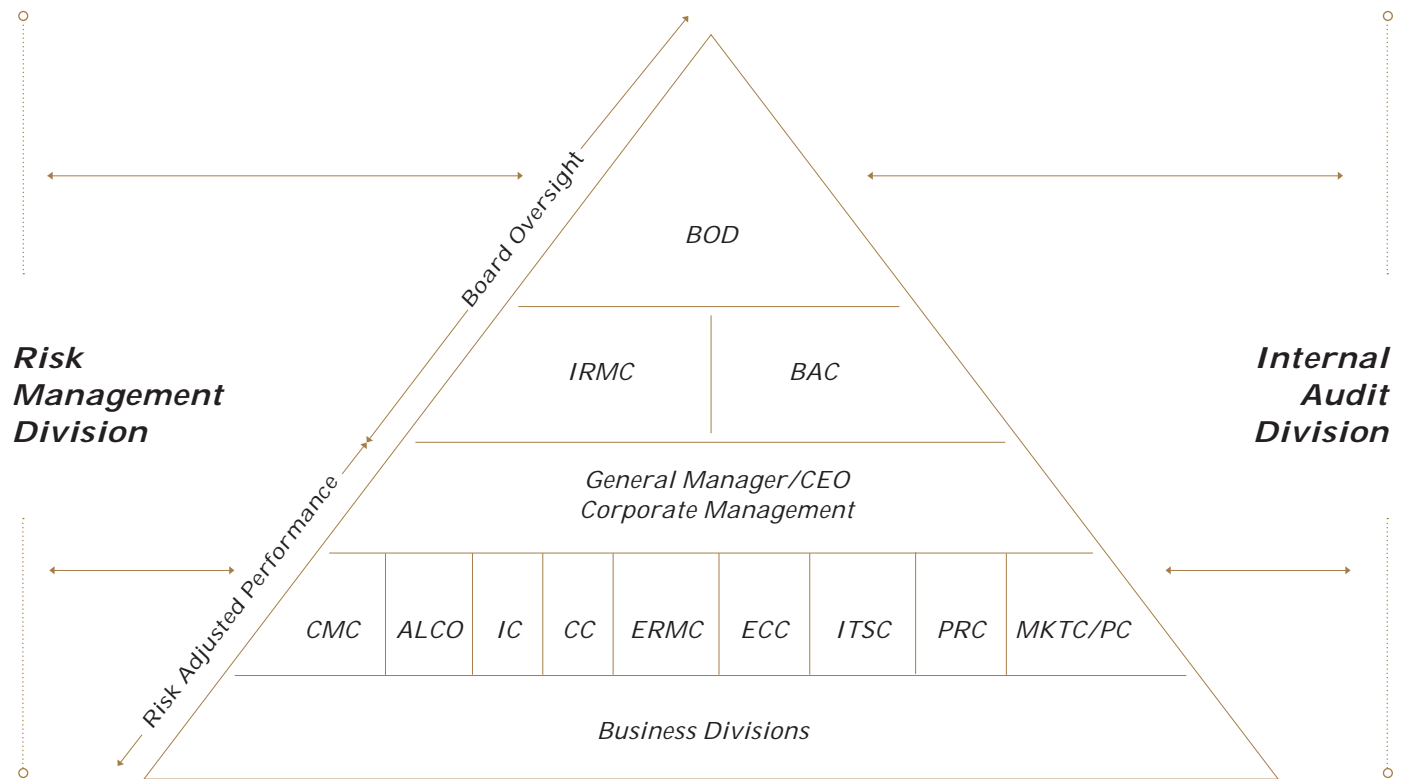 Board Oversight
BOD
Risk
Management
Division
IRMC
BAC
Internal
Audit
Division
General Manager/CEO
Corporate Management
Risk Adjusted Performance
CMC
ALCO
IC
CC
ERMC
ECC
ITSC
PRC
MKTC/PC
Business Divisions